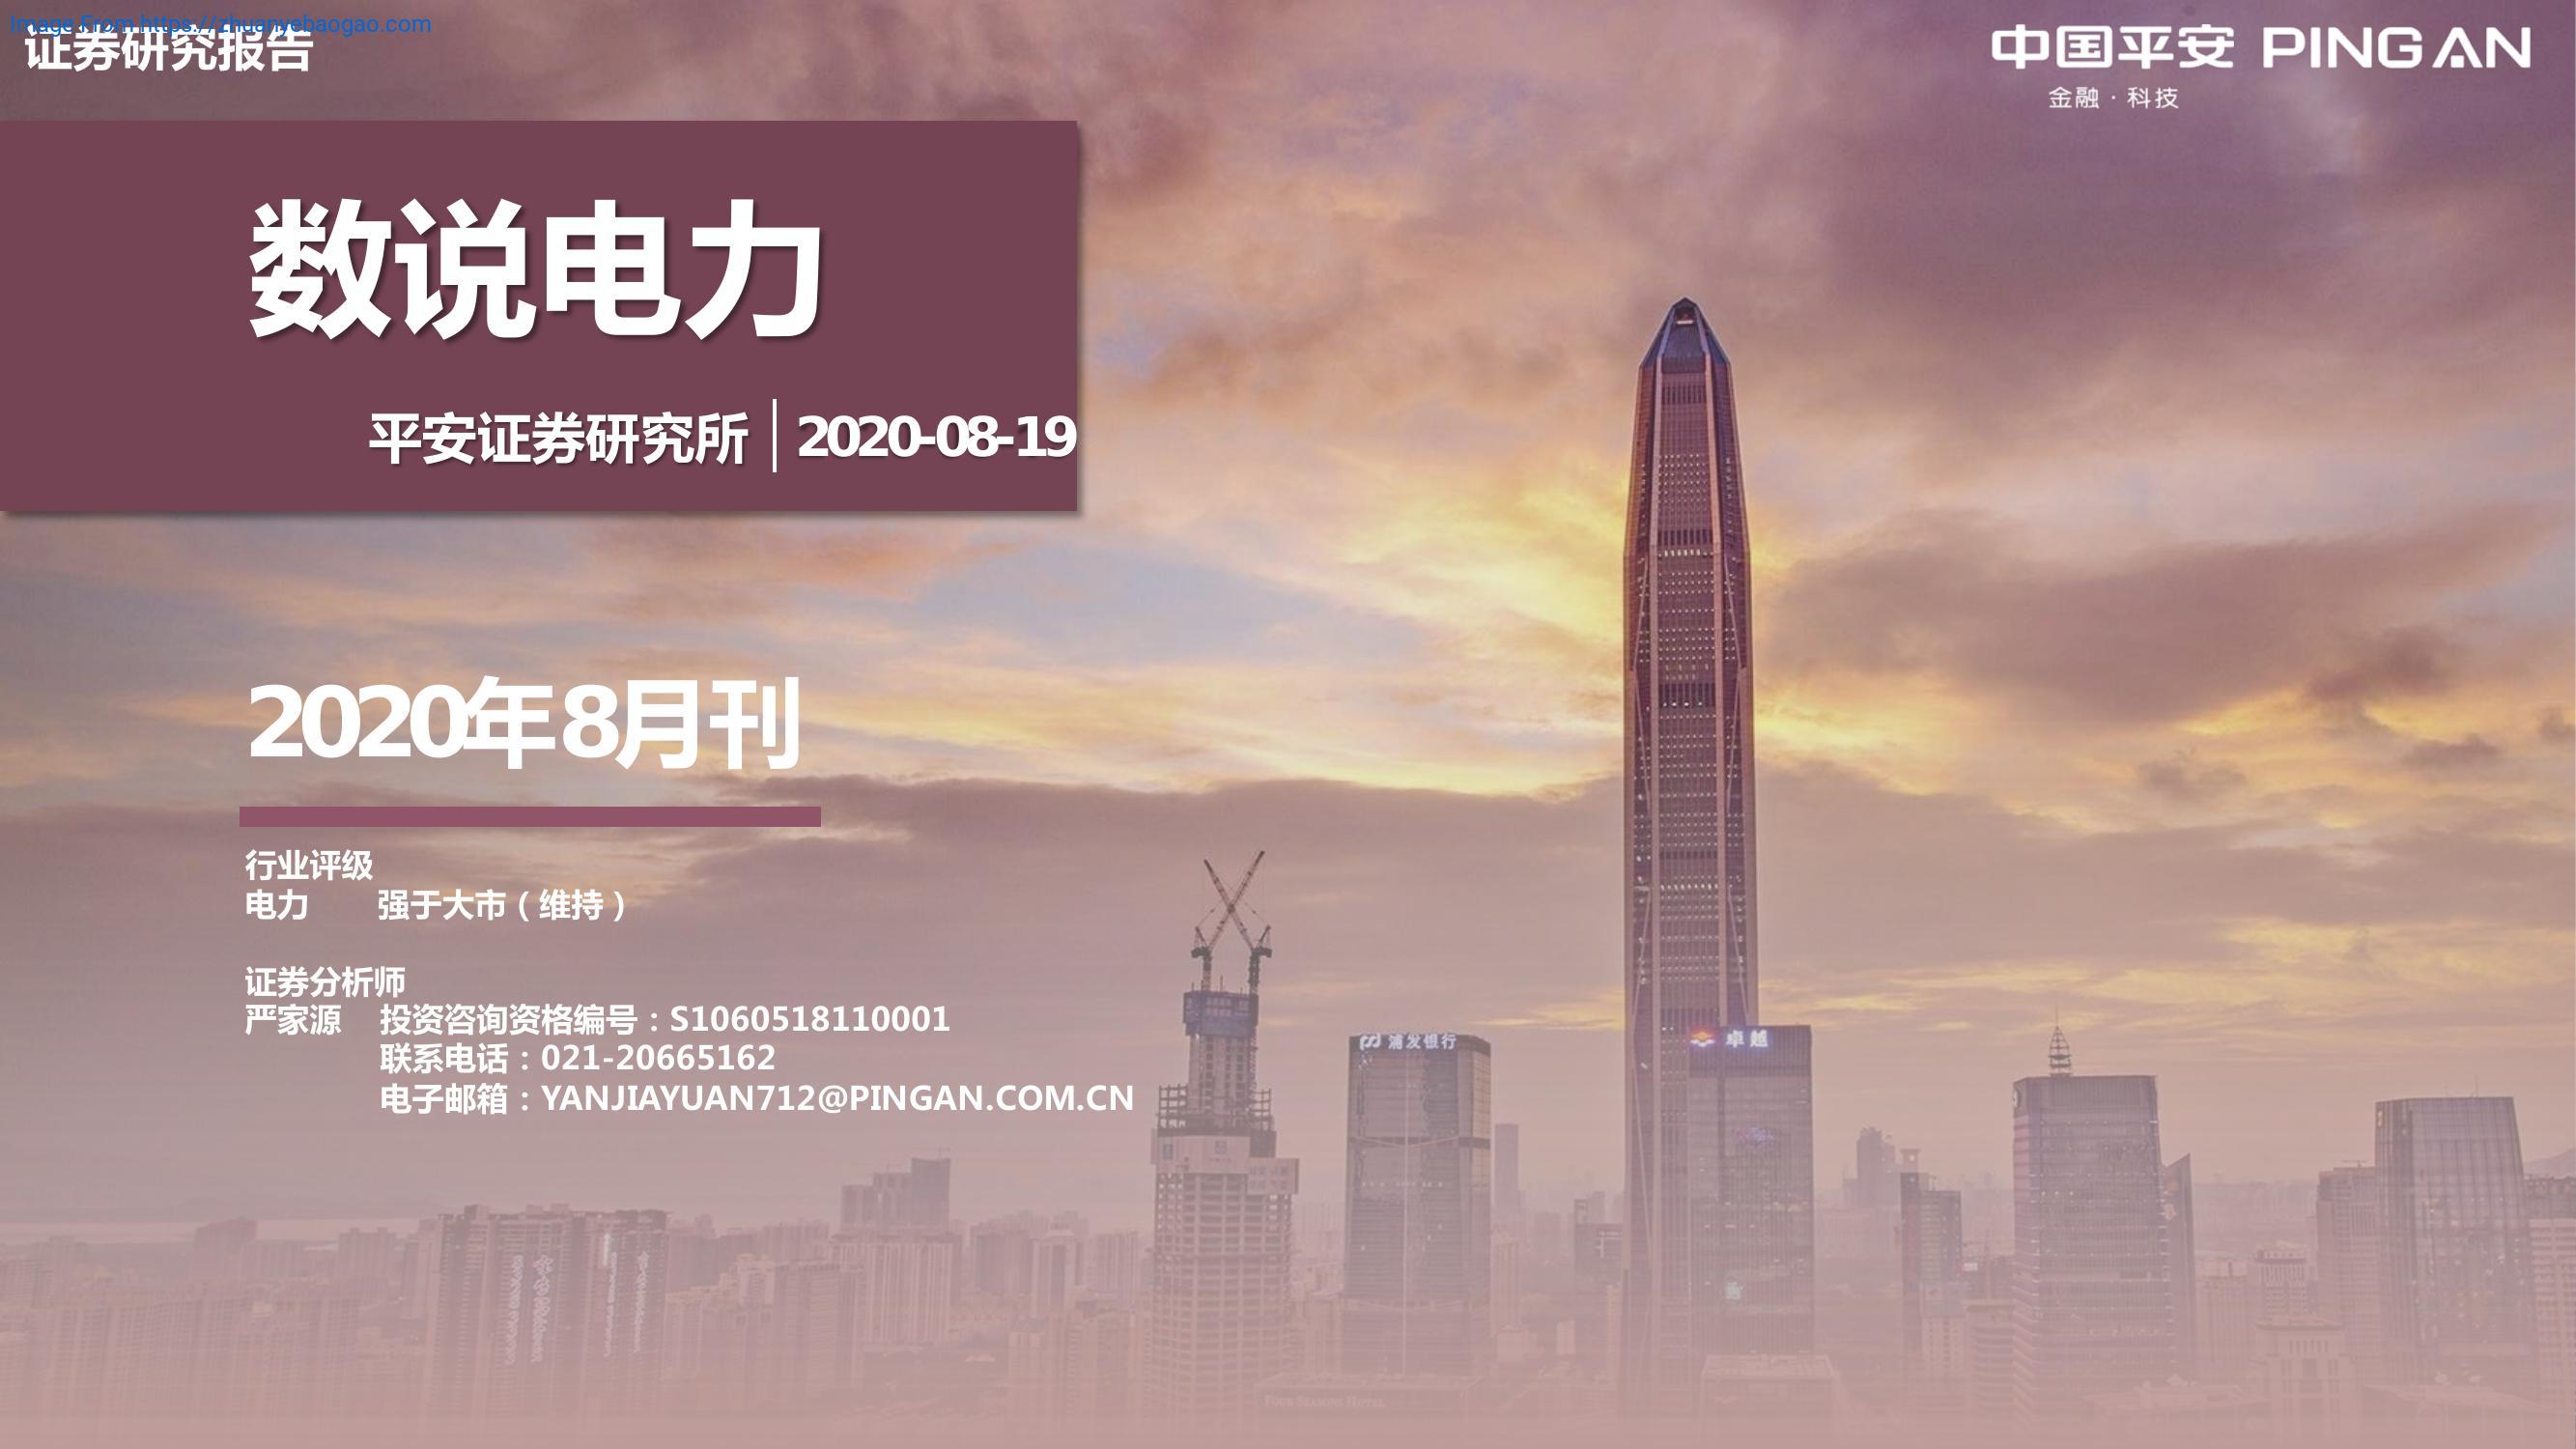 Image From https://zhuanyebaogao.com
证券研究报告
中国平安 PINGAN
金融·科技
数说电力
平安证券研究所 2020-08-19
2020年8月刊
行业评级
电力 强于大市（维持）
证券分析师
严家源 投资咨询资格编号：S1060518110001
联系电话：021-20665162
电子邮箱：YANJIAYUAN712@PINGAN.COM.CN
浦发银行
卓越
FOUR SEASONS HOTEL